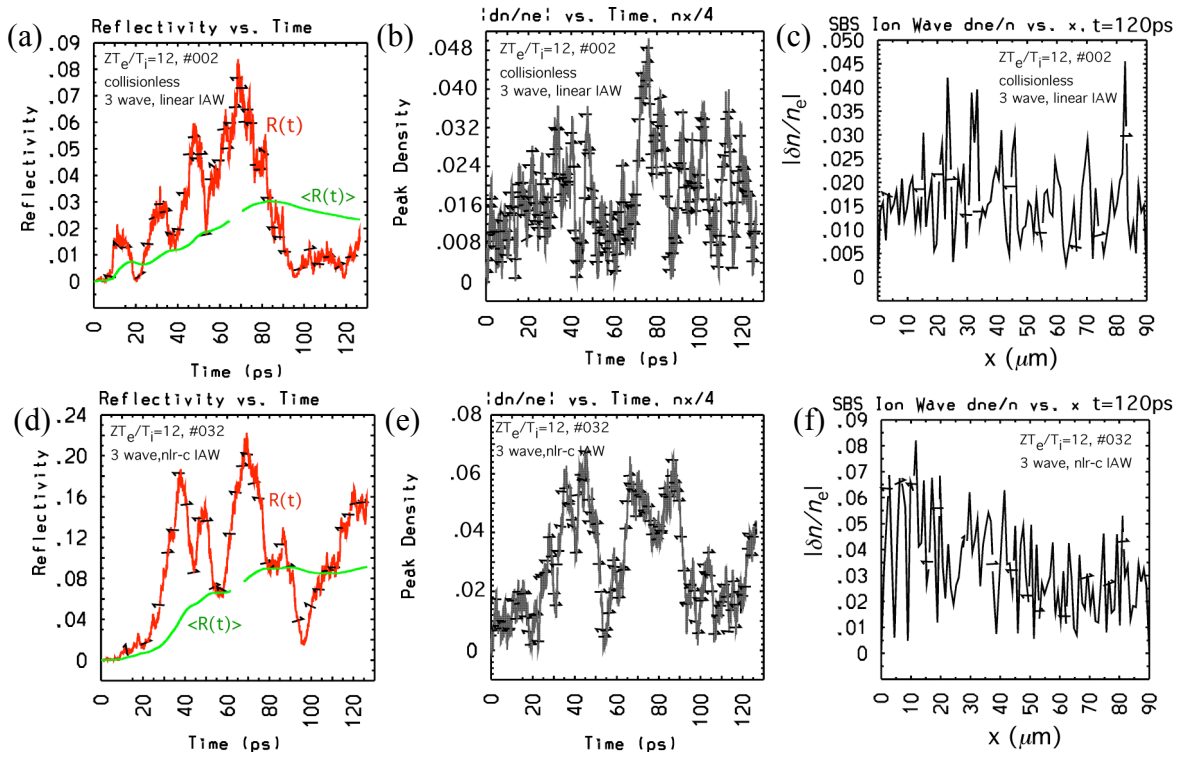 (a)
Reflectivity vs. Time
.09
.08
.07
.06
.05
.04
.03
.02
.01
0
Reflectivity
ZTe/Ti=12, #002
collisionless
3 wave, linear IAW
R(t)
<R(t)>
0
20
40
60
80
100
120
Time (ps)
(b)
|dn/ne| vs. Time, nx/4
.048
.040
.032
.024
.016
.008
0
Peak Density
ZTe/Ti=12, #002
collisionless
3 wave, linear IAW
0
20
40
60
80
100
120
Time (ps)
(c)
SBS Ion Wave dne/n vs. x, t=120ps
.050
.045
.040
.035
.030
.025
.020
.015
.010
.005
0
|δn/ne|
ZTe/Ti=12, #002
collisionless
3 wave, linear IAW
0
10
20
30
40
50
60
70
80
90
x (μm)
(d)
Reflectivity vs. Time
.24
.20
.16
.12
.08
.04
0
Reflectivity
ZTe/Ti=12, #032
3 wave,nlr-c IAW
R(t)
<R(t)>
0
20
40
60
80
100
120
Time (ps)
(e)
|dn/ne| vs. Time, nx/4
.08
.06
.04
.02
0
Peak Density
ZTe/Ti=12, #032
3 wave,nlr-c IAW
0
20
40
60
80
100
120
Time (ps)
(f)
SBS Ion Wave dne/n vs. x t=120ps
.09
.08
.07
.06
.05
.04
.03
.02
.01
0
|δn/ne|
ZTe/Ti=12, #032
3 wave, nlr-c IAW
0
10
20
30
40
50
60
70
80
90
x (μm)